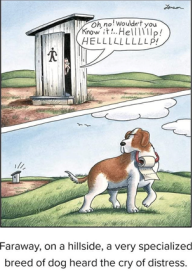 Oh no! Wouldn't you
know it!..Hellllllp!
HELLLLLLLLLP!
Faraway, on a hillside, a very specialized
breed of dog heard the cry of distress.